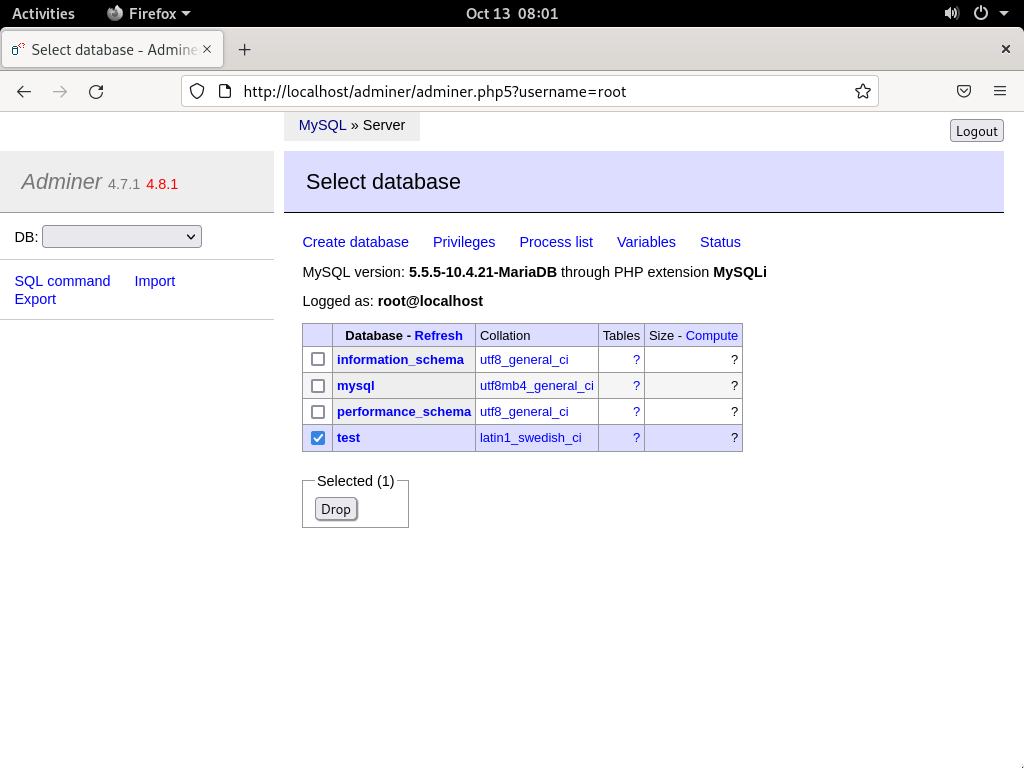 Activities Firefox Oct 13 08:01
Select database - Admine
http://localhost/adminer/adminer.php5?username=root
MySQL » Server
Logout
Adminer 4.7.1 4.8.1
Select database
DB:
SQL command Import
Export
Create database Privileges Process list Variables Status
MySQL version: 5.5.5-10.4.21-MariaDB through PHP extension MySQLi
Logged as: root@localhost
Database - Refresh Collation Tables Size - Compute
information_schema utf8_general_ci ? ?
mysql utf8mb4_general_ci ? ?
performance_schema utf8_general_ci ? ?
test latin1_swedish_ci ? ?
Selected (1)
Drop